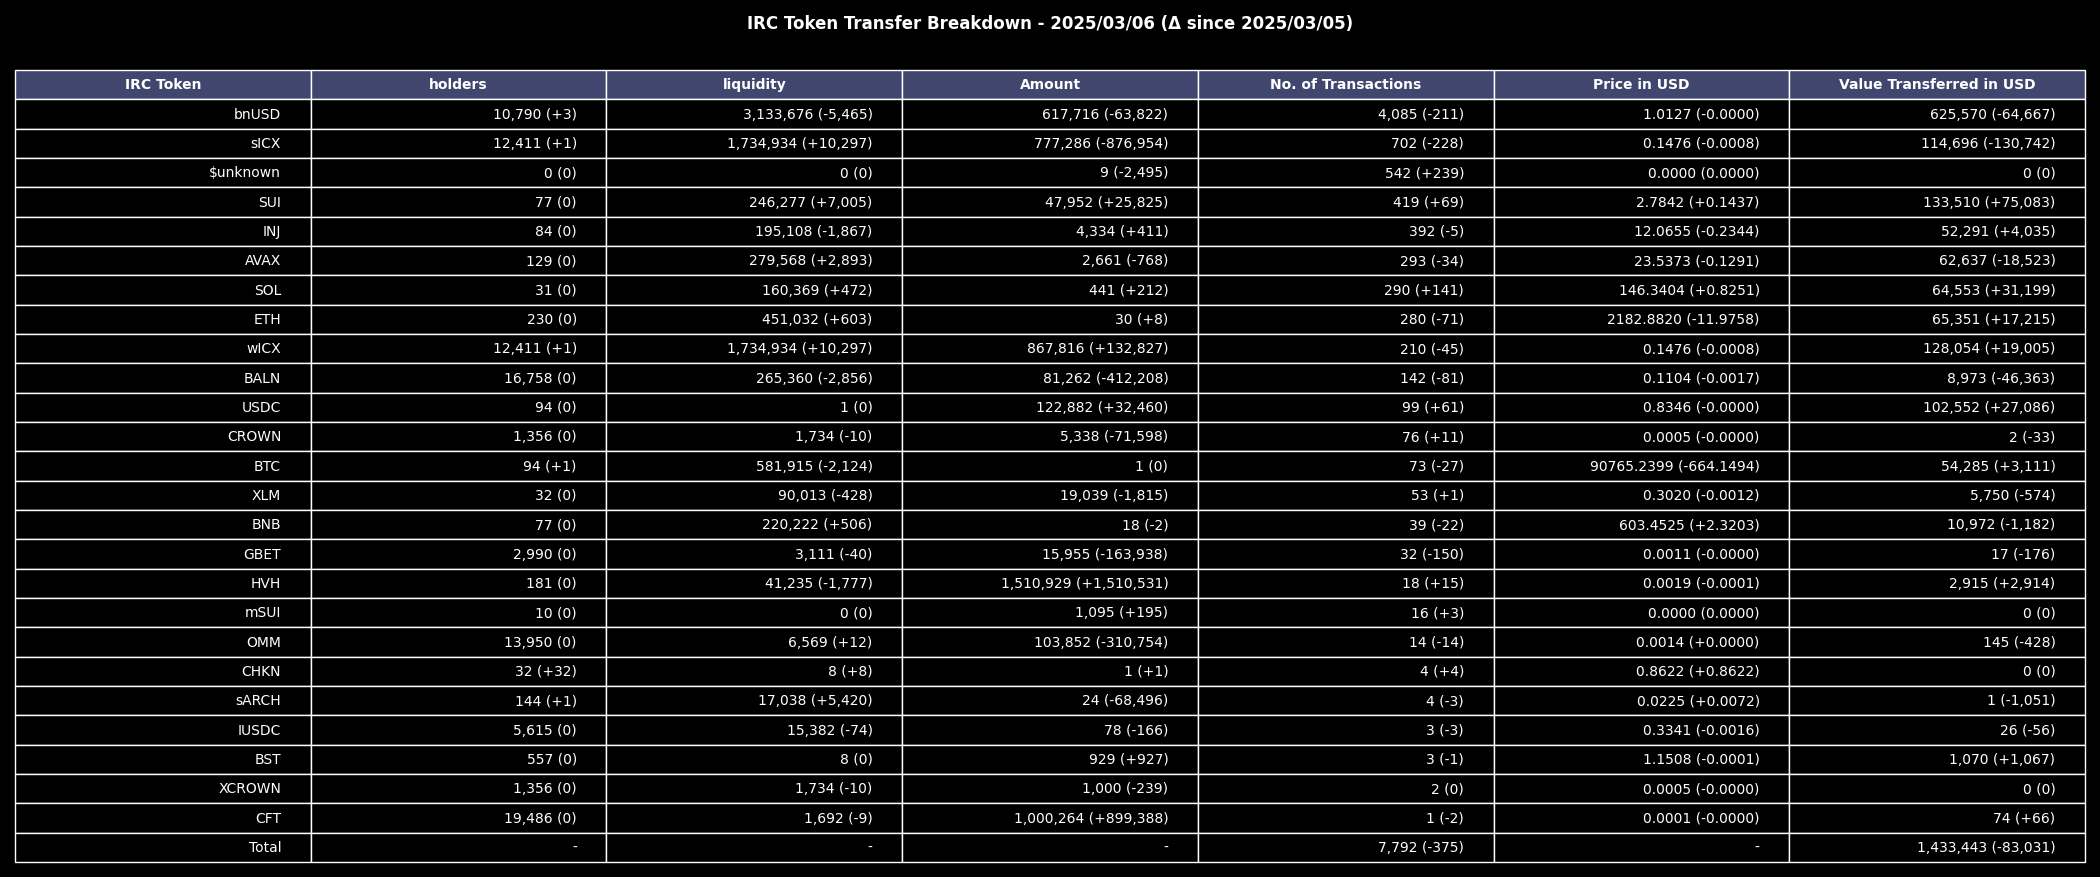 IRC Token Transfer Breakdown - 2025/03/06 (Δ since 2025/03/05)
IRC Token holders liquidity Amount No. of Transactions Price in USD Value Transferred in USD
bnUSD 10,790 (+3) 3,133,676 (-5,465) 617,716 (-63,822) 4,085 (-211) 1.0127 (-0.0000) 625,570 (-64,667)
sICX 12,411 (+1) 1,734,934 (+10,297) 777,286 (-876,954) 702 (-228) 0.1476 (-0.0008) 114,696 (-130,742)
$unknown 0 (0) 0 (0) 9 (-2,495) 542 (+239) 0.0000 (0.0000) 0 (0)
SUI 77 (0) 246,277 (+7,005) 47,952 (+25,825) 419 (+69) 2.7842 (+0.1437) 133,510 (+75,083)
INJ 84 (0) 195,108 (-1,867) 4,334 (+411) 392 (-5) 12.0655 (-0.2344) 52,291 (+4,035)
AVAX 129 (0) 279,568 (+2,893) 2,661 (-768) 293 (-34) 23.5373 (-0.1291) 62,637 (-18,523)
SOL 31 (0) 160,369 (+472) 441 (+212) 290 (+141) 146.3404 (+0.8251) 64,553 (+31,199)
ETH 230 (0) 451,032 (+603) 30 (+8) 280 (-71) 2182.8820 (-11.9758) 65,351 (+17,215)
wICX 12,411 (+1) 1,734,934 (+10,297) 867,816 (+132,827) 210 (-45) 0.1476 (-0.0008) 128,054 (+19,005)
BALN 16,758 (0) 265,360 (-2,856) 81,262 (-412,208) 142 (-81) 0.1104 (-0.0017) 8,973 (-46,363)
USDC 94 (0) 1 (0) 122,882 (+32,460) 99 (+61) 0.8346 (-0.0000) 102,552 (+27,086)
CROWN 1,356 (0) 1,734 (-10) 5,338 (-71,598) 76 (+11) 0.0005 (-0.0000) 2 (-33)
BTC 94 (+1) 581,915 (-2,124) 1 (0) 73 (-27) 90765.2399 (-664.1494) 54,285 (+3,111)
XLM 32 (0) 90,013 (-428) 19,039 (-1,815) 53 (+1) 0.3020 (-0.0012) 5,750 (-574)
BNB 77 (0) 220,222 (+506) 18 (-2) 39 (-22) 603.4525 (+2.3203) 10,972 (-1,182)
GBET 2,990 (0) 3,111 (-40) 15,955 (-163,938) 32 (-150) 0.0011 (-0.0000) 17 (-176)
HVH 181 (0) 41,235 (-1,777) 1,510,929 (+1,510,531) 18 (+15) 0.0019 (-0.0001) 2,915 (+2,914)
mSUI 10 (0) 0 (0) 1,095 (+195) 16 (+3) 0.0000 (0.0000) 0 (0)
OMM 13,950 (0) 6,569 (+12) 103,852 (-310,754) 14 (-14) 0.0014 (+0.0000) 145 (-428)
CHKN 32 (+32) 8 (+8) 1 (+1) 4 (+4) 0.8622 (+0.8622) 0 (0)
sARCH 144 (+1) 17,038 (+5,420) 24 (-68,496) 4 (-3) 0.0225 (+0.0072) 1 (-1,051)
IUSDC 5,615 (0) 15,382 (-74) 78 (-166) 3 (-3) 0.3341 (-0.0016) 26 (-56)
BST 557 (0) 8 (0) 929 (+927) 3 (-1) 1.1508 (-0.0001) 1,070 (+1,067)
XCROWN 1,356 (0) 1,734 (-10) 1,000 (-239) 2 (0) 0.0005 (-0.0000) 0 (0)
CFT 19,486 (0) 1,692 (-9) 1,000,264 (+899,388) 1 (-2) 0.0001 (-0.0000) 74 (+66)
Total - - - 7,792 (-375) - 1,433,443 (-83,031)